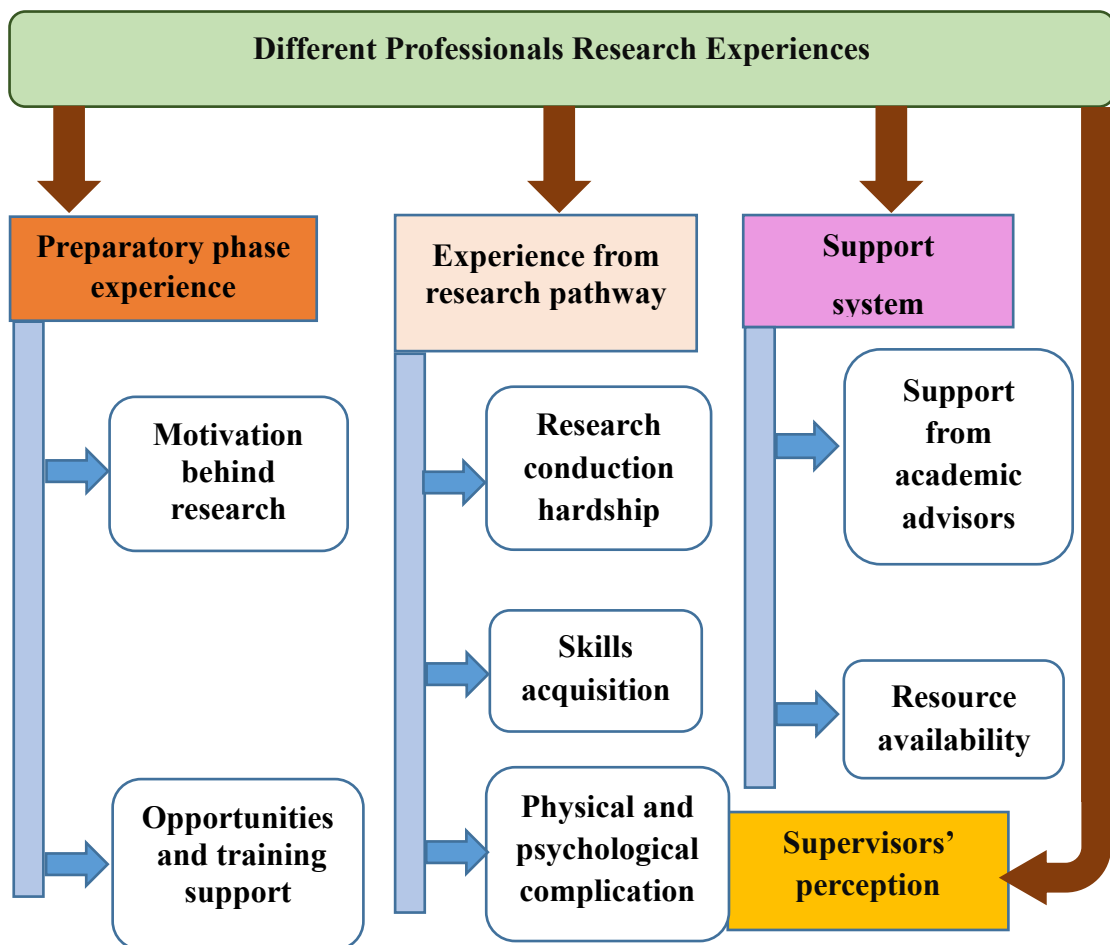 Different Professionals Research Experiences
Preparatory phase
experience
Motivation
behind
research
Opportunities
and training
support
Experience from
research pathway
Research
conduction
hardship
Skills
acquisition
Physical and
psychological
complication
Support
system
Support
from
academic
advisors
Resource
availability
Supervisors’
perception